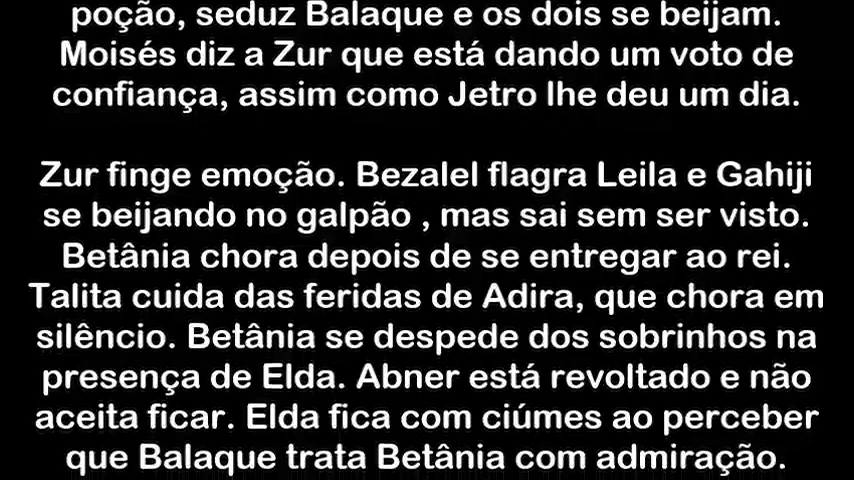 poção, seduz Balaque e os dois se beijam.
Moisés diz a Zur que está dando um voto de
confiança, assim como Jetro lhe deu um dia.
Zur finge emoção. Bezalel flagra Leila e Gahiji
se beijando no galpão , mas sai sem ser visto.
Betânia chora depois de se entregar ao rei.
Talita cuida das feridas de Adira, que chora em
silêncio. Betânia se despede dos sobrinhos na
presença de Elda. Abner está revoltado e não
aceita ficar. Elda fica com ciúmes ao perceber
que Balaque trata Betânia com admiração.